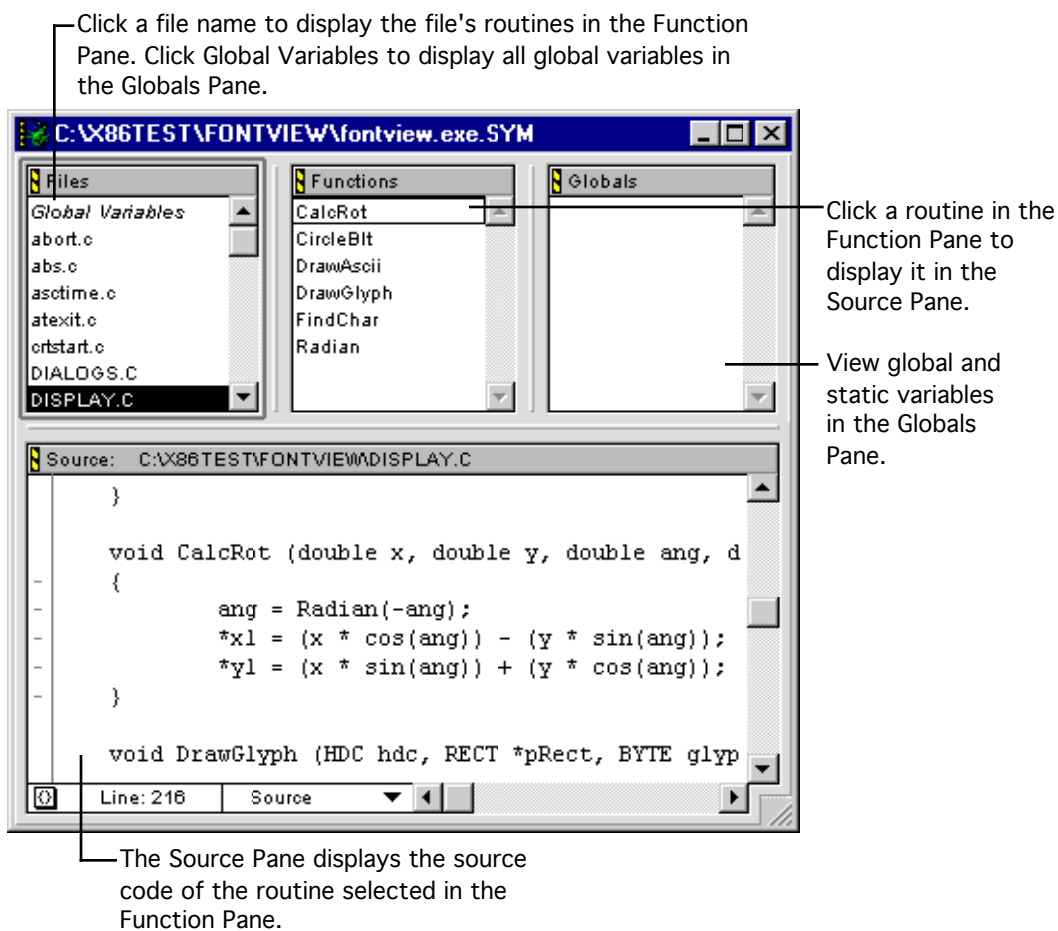 Click a file name to display the file's routines in the Function
Pane. Click Global Variables to display all global variables in
the Globals Pane.
C:\X86TEST\FONTVIEW\fontview.exe.SYM
Files
Global Variables
abort.c
abs.c
asctime.c
atexit.c
crtstart.c
DIALOGS.C
DISPLAY.C
Functions
CalcRot
CircleBlt
DrawAscii
DrawGlyph
FindChar
Radian
Globals
Click a routine in the
Function Pane to
display it in the
Source Pane.
View global and
static variables
in the Globals
Pane.
Source: C:\X86TEST\FONTVIEW\DISPLAY.C
}
void CalcRot (double x, double y, double ang, d
{
ang = Radian(-ang);
*xl = (x * cos(ang)) - (y * sin(ang));
*yl = (x * sin(ang)) + (y * cos(ang));
}
void DrawGlyph (HDC hdc, RECT *pRect, BYTE glyp
Line: 216 Source
The Source Pane displays the source
code of the routine selected in the
Function Pane.